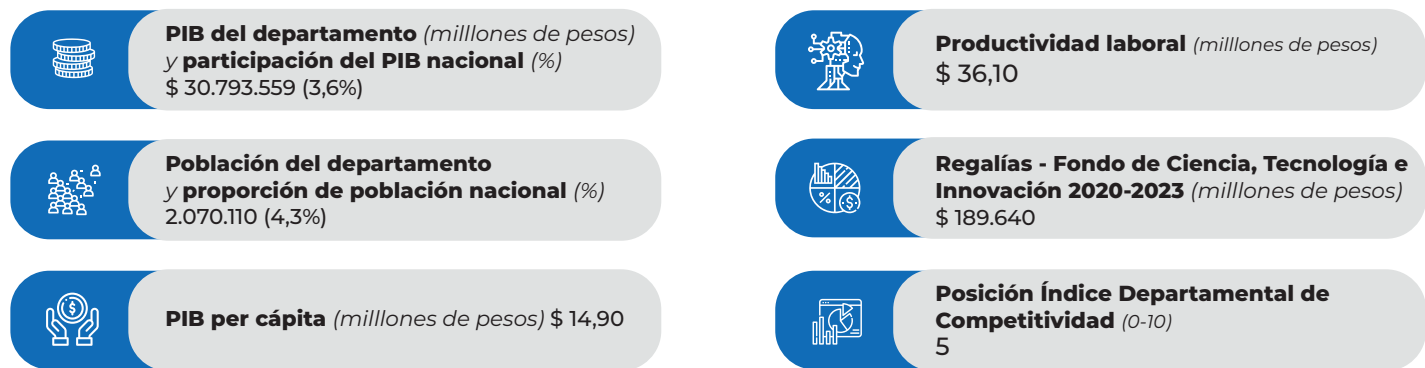 PIB del departamento (milllones de pesos)
y participación del PIB nacional (%)
$ 30.793.559 (3,6%)
Población del departamento
y proporción de población nacional (%)
2.070.110 (4,3%)
PIB per cápita (milllones de pesos) $ 14,90
Productividad laboral (milllones de pesos)
$ 36,10
Regalías - Fondo de Ciencia, Tecnología e
Innovación 2020-2023 (milllones de pesos)
$ 189.640
Posición Índice Departamental de
Competitividad (0-10)
5